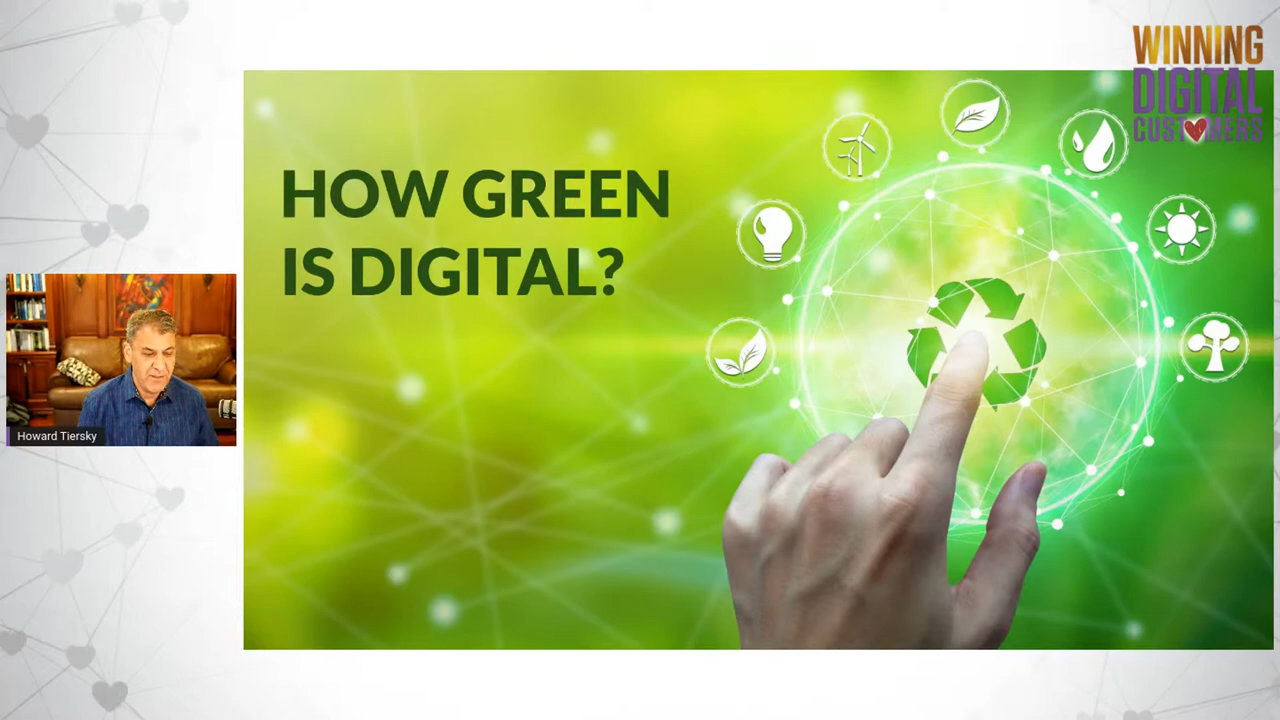 WINNING
DIGITAL
CUSTOMERS
HOW GREEN
IS DIGITAL?
Howard Tiersky